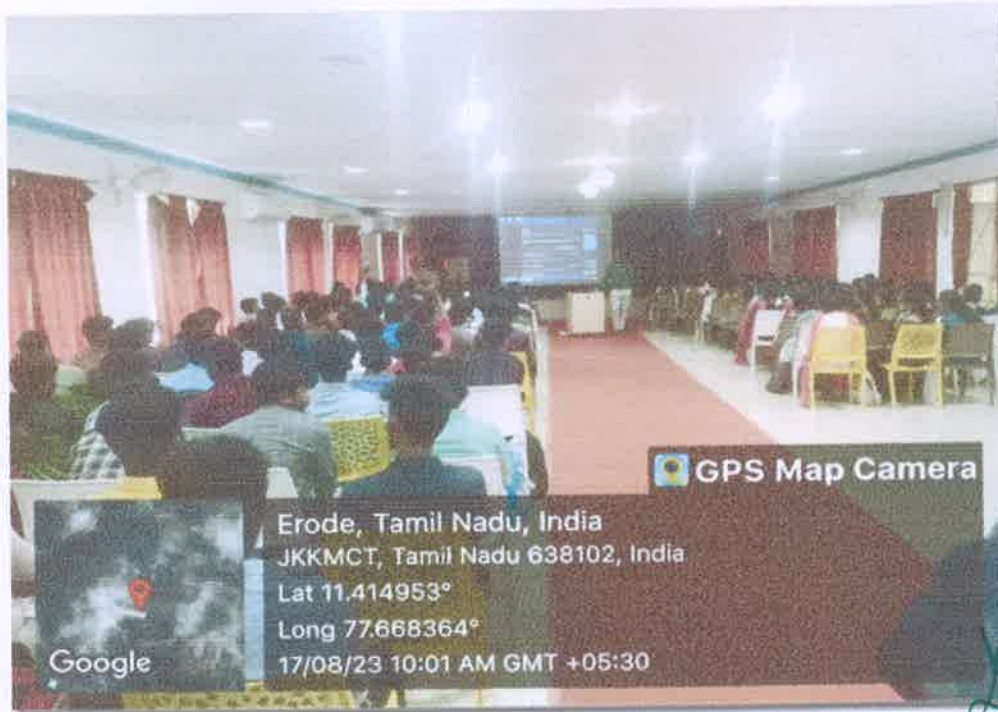 GPS Map Camera
Erode, Tamil Nadu, India
JKKMCT, Tamil Nadu 638102, India
Lat 11.414953°
Long 77.668364°
17/08/23 10:01 AM GMT +05:30
Google